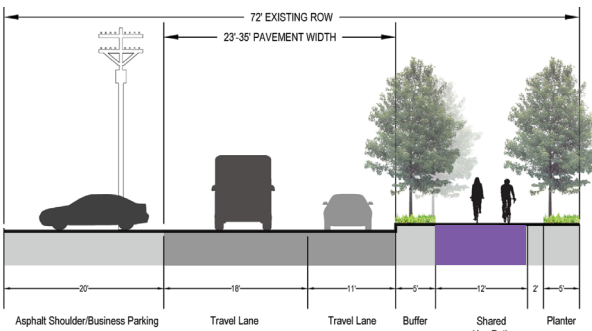 72' EXISTING ROW
23'-35' PAVEMENT WIDTH
20' 18' 11' 5' 12' 2' 5'
Asphalt Shoulder/Business Parking Travel Lane Travel Lane Buffer Shared Planter